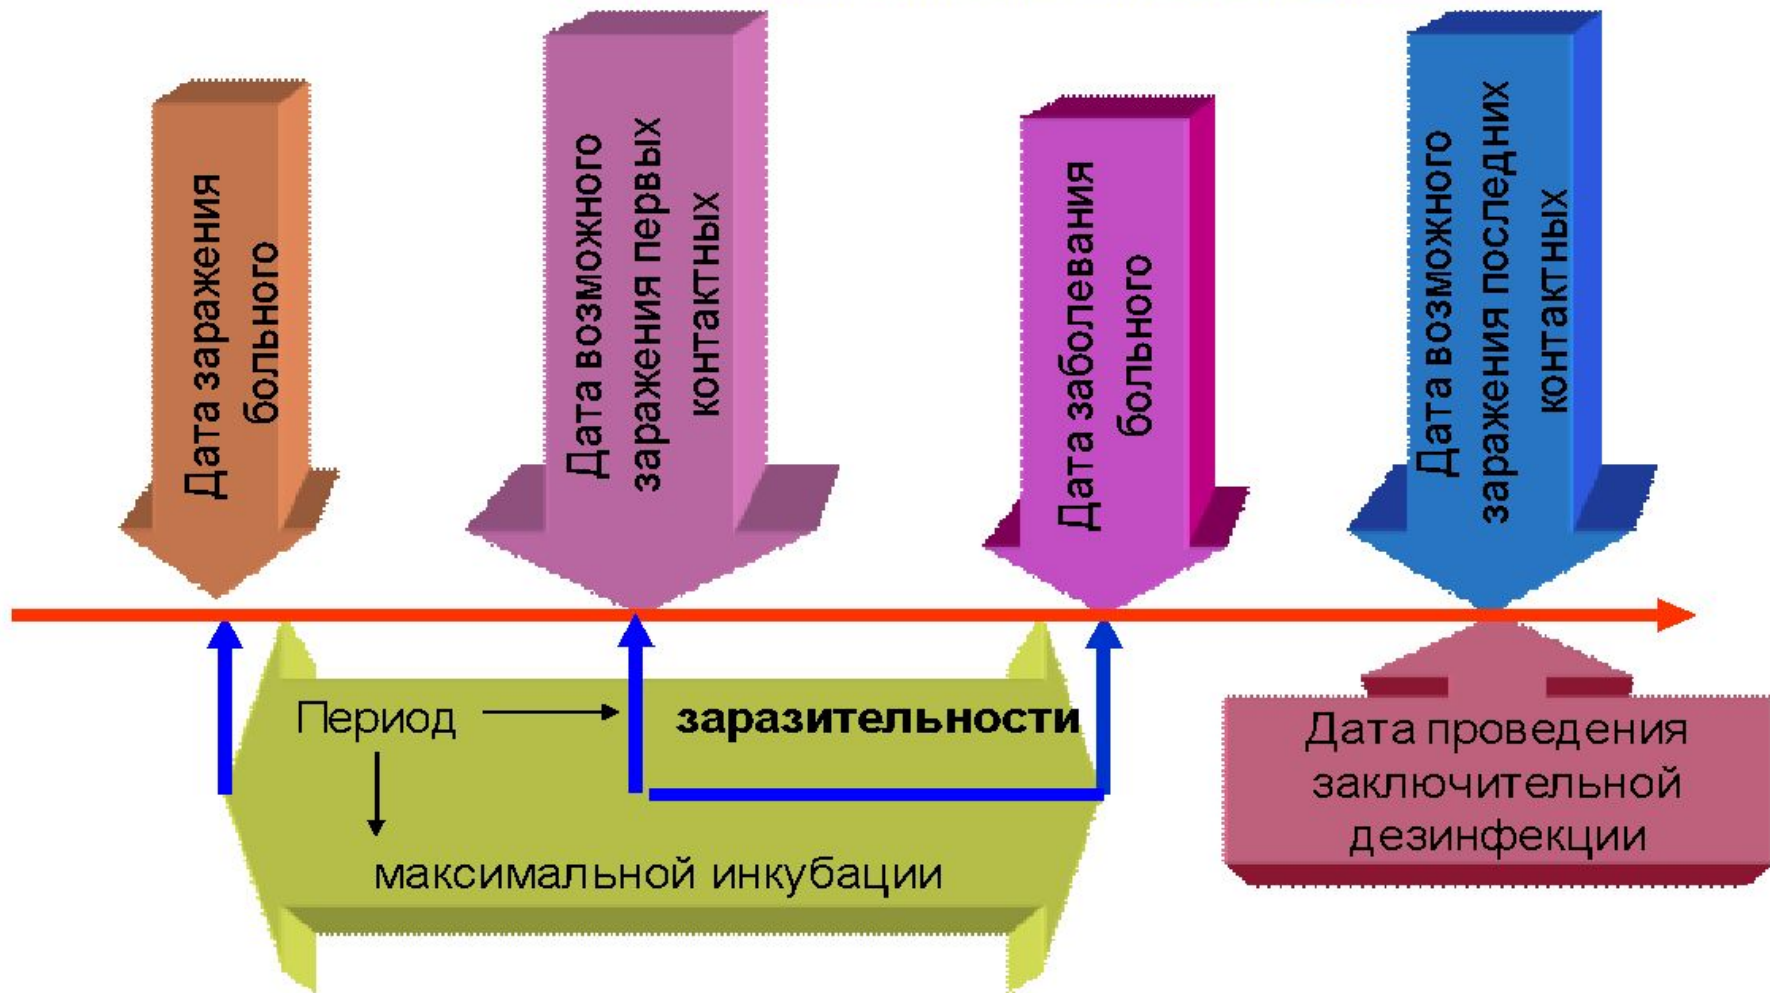 Дата заражения
больного
Дата возможного
заражения первых
контактных
Дата заболевания
больного
Дата возможного
заражения последних
контактных
Период
заразительности
максимальной инкубации
Дата проведения
заключительной
дезинфекции